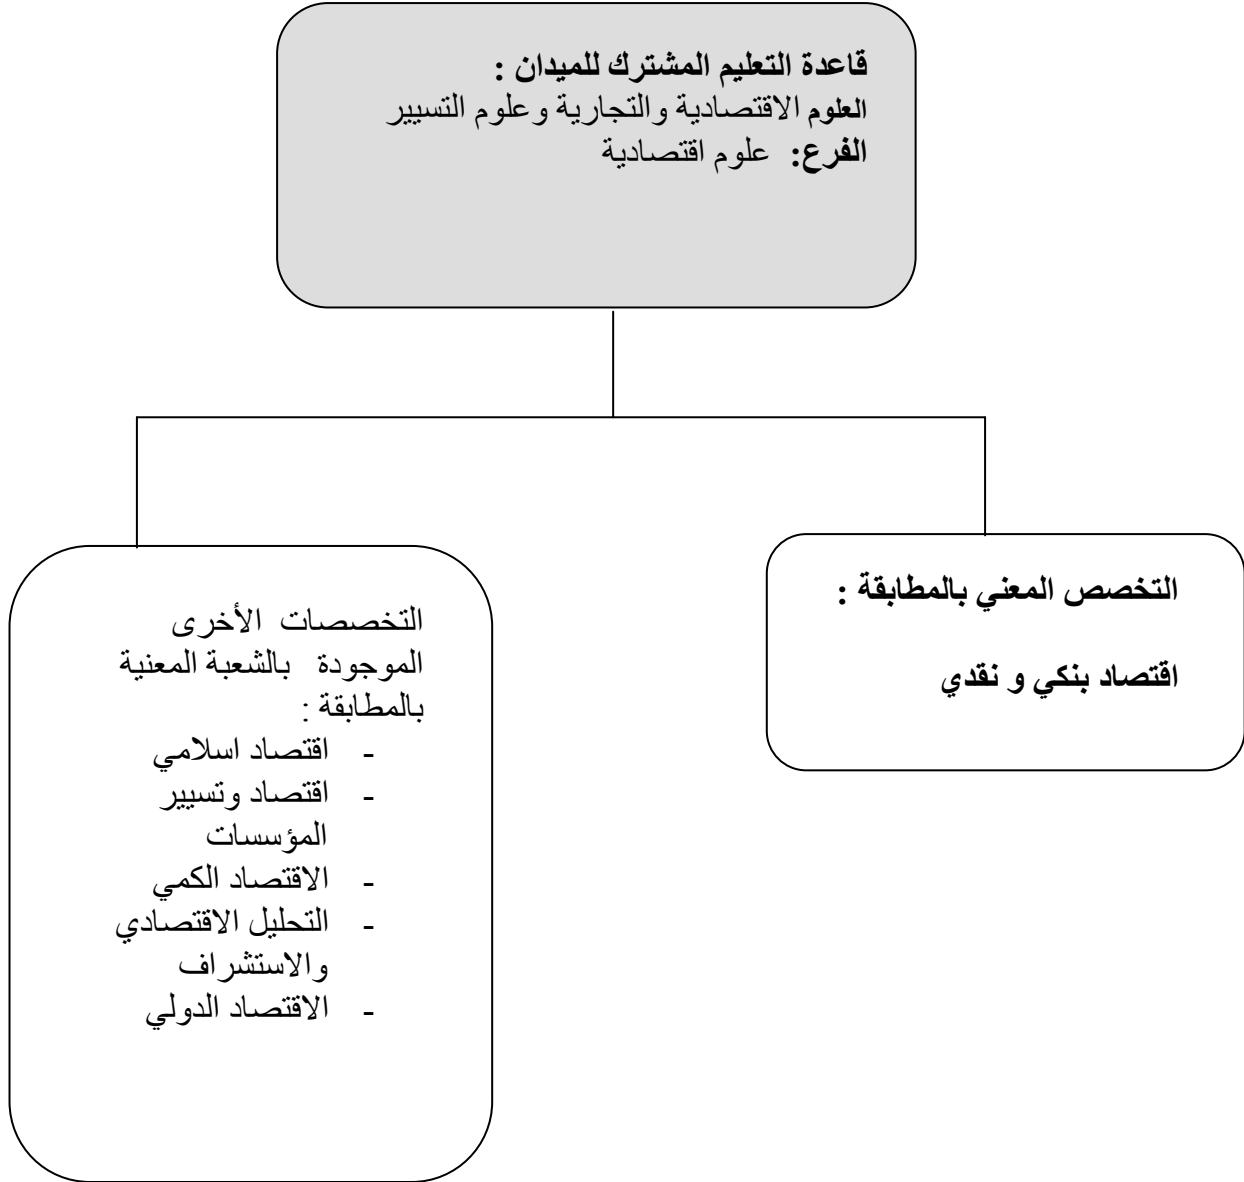 قاعدة التعليم المشترك للميدان :
العلوم الاقتصادية والتجارية وعلوم التسيير
الفرع: علوم اقتصادية
التخصص المعني بالمطابقة :
اقتصاد بنكي و نقدي
التخصصات الأخرى
الموجودة بالشعبة المعنية
بالمطابقة :
- اقتصاد اسلامي
- اقتصاد وتسيير
المؤسسات
- الاقتصاد الكمي
- التحليل الاقتصادي
والاستشراف
- الاقتصاد الدولي